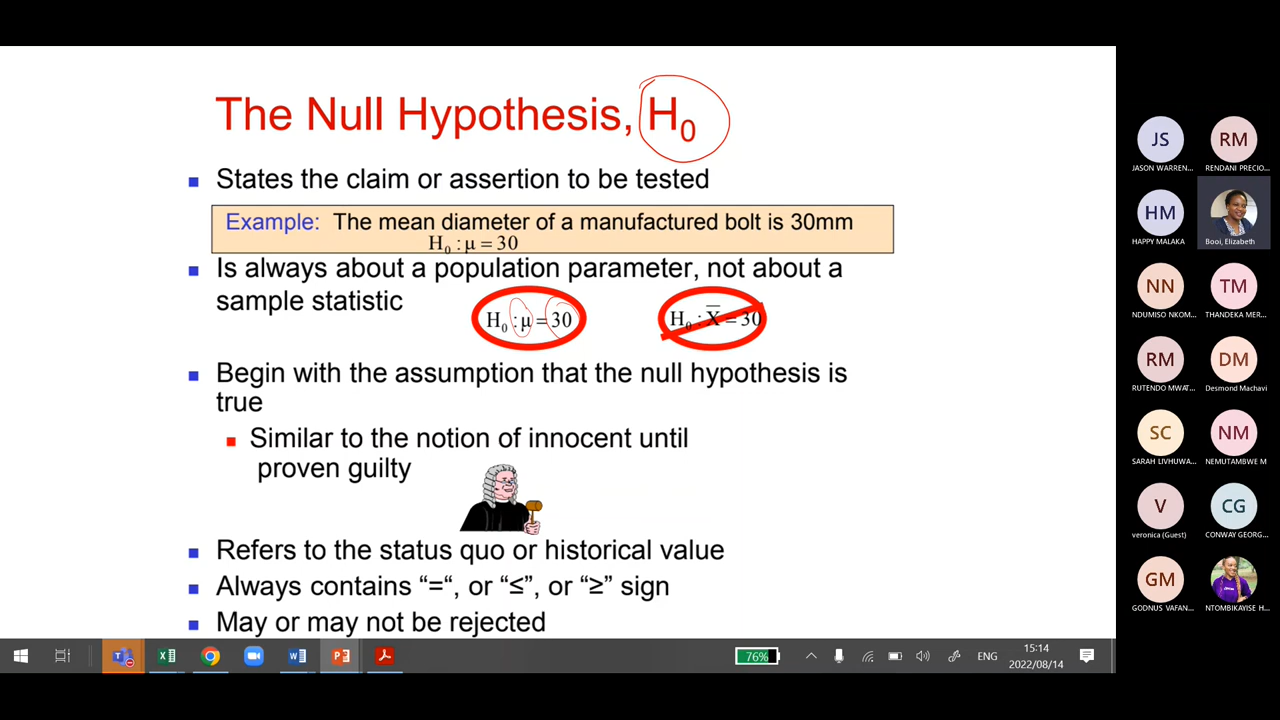 The Null Hypothesis, H₀
States the claim or assertion to be tested
Example: The mean diameter of a manufactured bolt is 30mm
H₀ : μ = 30
Is always about a population parameter, not about a
sample statistic
H₀ : μ = 30
H₀ : X̅ = 30
Begin with the assumption that the null hypothesis is
true
Similar to the notion of innocent until
proven guilty
Refers to the status quo or historical value
Always contains “=“, or “≤”, or “≥” sign
May or may not be rejected
JS
JASON WARREN...
RM
RENDANI PRECIO...
HM
HAPPY MALAKA
Booi, Elizabeth
NN
NDUMISO NKOM...
TM
THANDEKA MER...
RM
RUTENDO MWAT...
DM
Desmond Machavi
SC
SARAH LIVHUWA...
NM
NEMUTAMBWE M
V
veronica (Guest)
CG
CONWAY GEORG...
GM
GODNUS VAFAN...
NTOMBIKAYISE H...
76%
ENG
15:14
2022/08/14